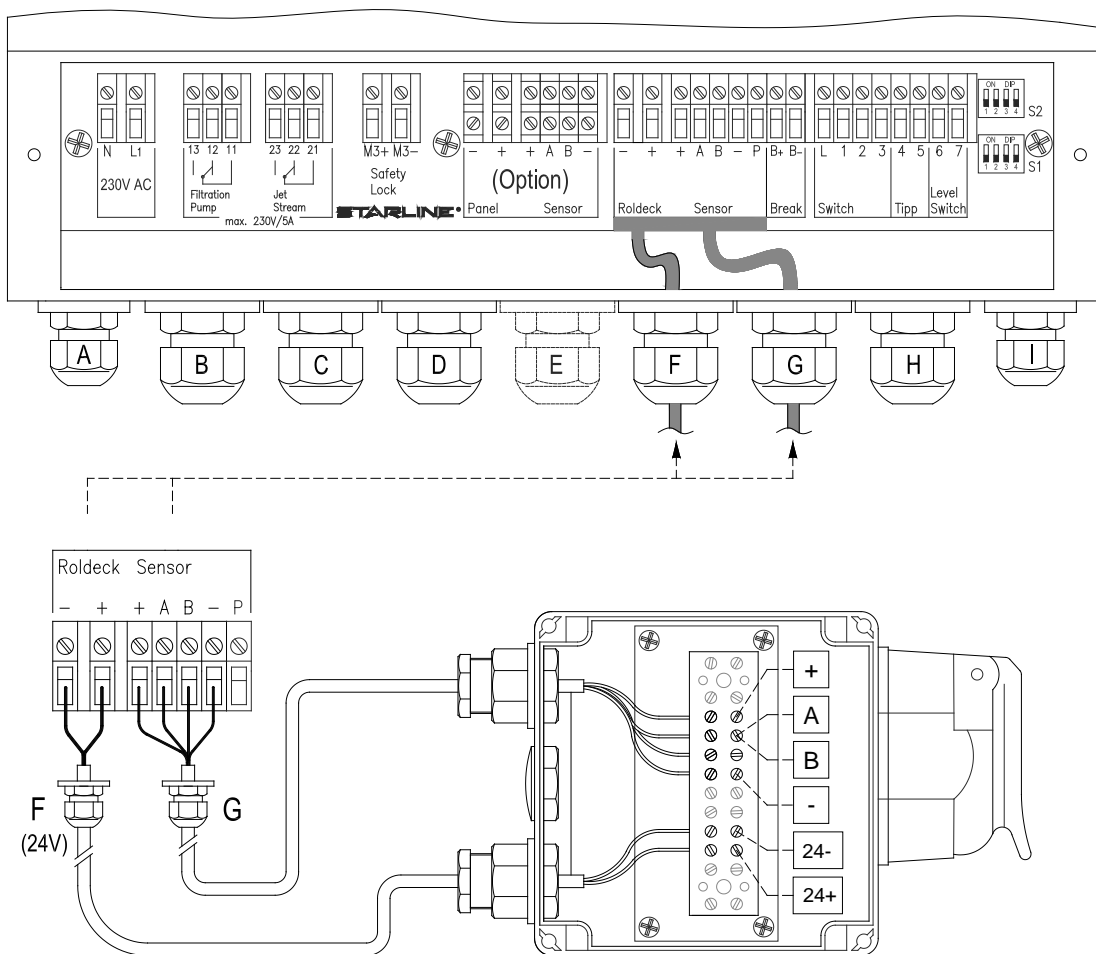 ON DIP
1 2 3 4
S2
ON DIP
1 2 3 4
S1
N L1 13 12 11 23 22 21 M3+ M3- - + + A B - - + + A B - P B+ B- L 1 2 3 4 5 6 7
230V AC
Filtration
Pump
Jet
Stream
max. 230V/5A
Safety
Lock
STARLINE®
(Option)
Panel Sensor
Roldeck Sensor Break Switch Tipp
Level
Switch
A B C D E F G H I
Roldeck Sensor
- + + A B - P
F
(24V)
G
+
A
B
-
24-
24+